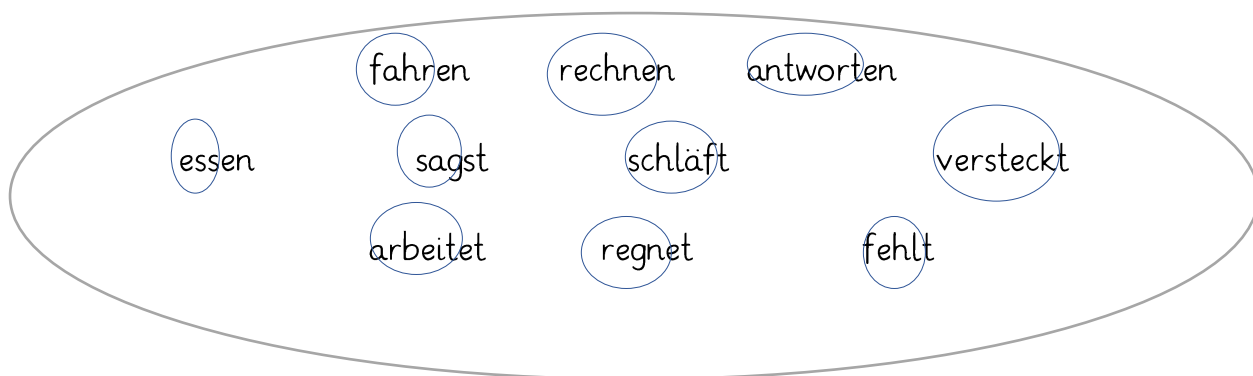 fahren rechnen antworten
essen sagst schläft versteckt
arbeitet regnet fehlt